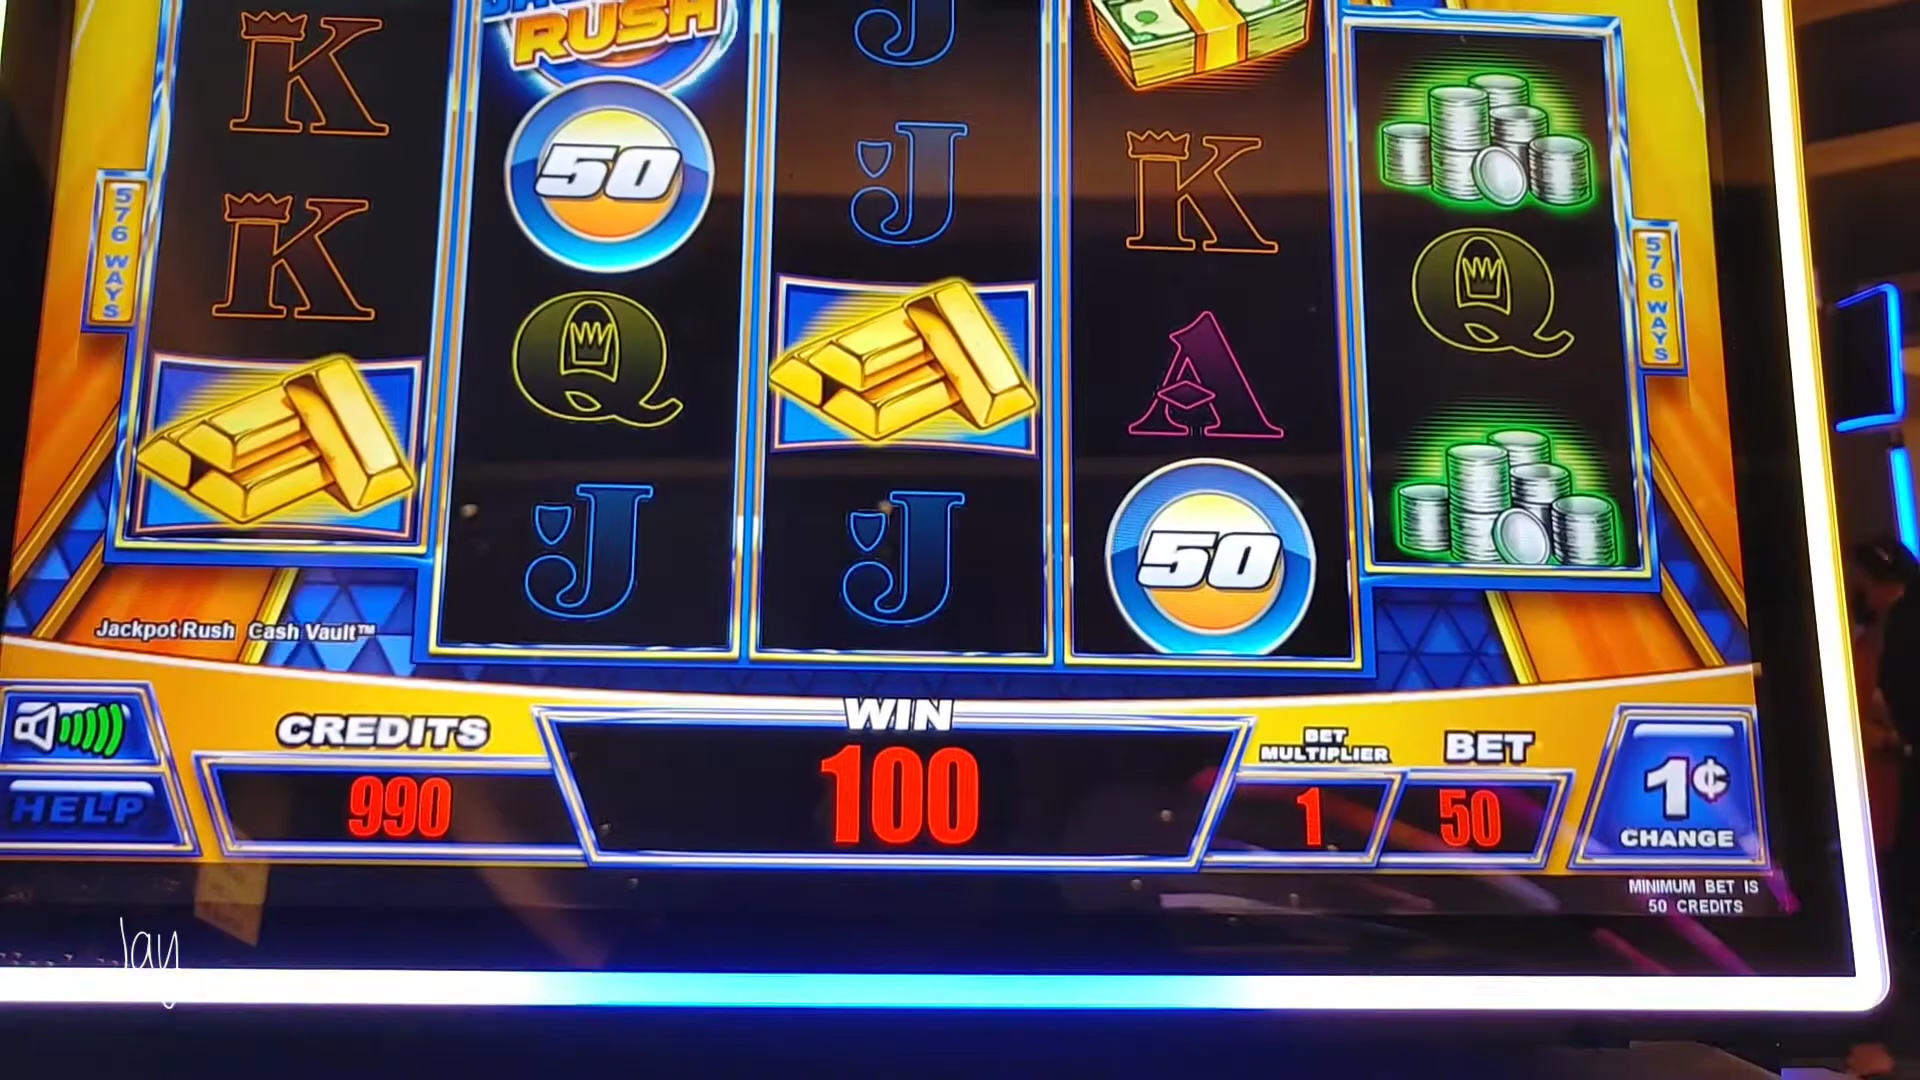 K
RUSH
J
50
J
K
K
576 WAYS
576 WAYS
Q
Q
A
J
J
50
Jackpot Rush Cash Vault™
CREDITS
990
WIN
100
BET
MULTIPLIER
1
BET
50
1¢
CHANGE
HELP
MINIMUM BET IS
50 CREDITS
Jay